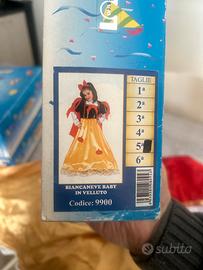 TAGLIE
1ª
2ª
3ª
4ª
5ª
6ª
BIANCANEVE BABY
IN VELLUTO
Codice: 9900
subito